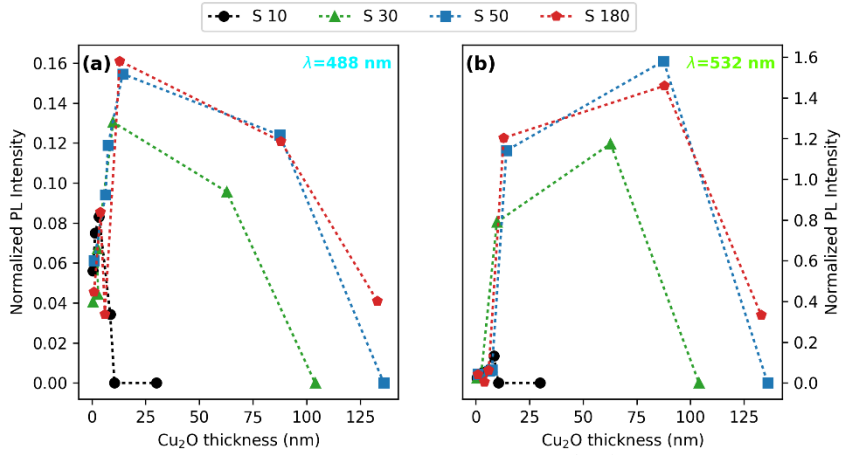 S 10 S 30 S 50 S 180
(a) λ=488 nm
Normalized PL Intensity
0.16
0.14
0.12
0.10
0.08
0.06
0.04
0.02
0.00
0 25 50 75 100 125
Cu₂O thickness (nm)
(b) λ=532 nm
1.6
1.4
1.2
1.0
0.8
0.6
0.4
0.2
0.0
Normalized PL Intensity
0 25 50 75 100 125
Cu₂O thickness (nm)